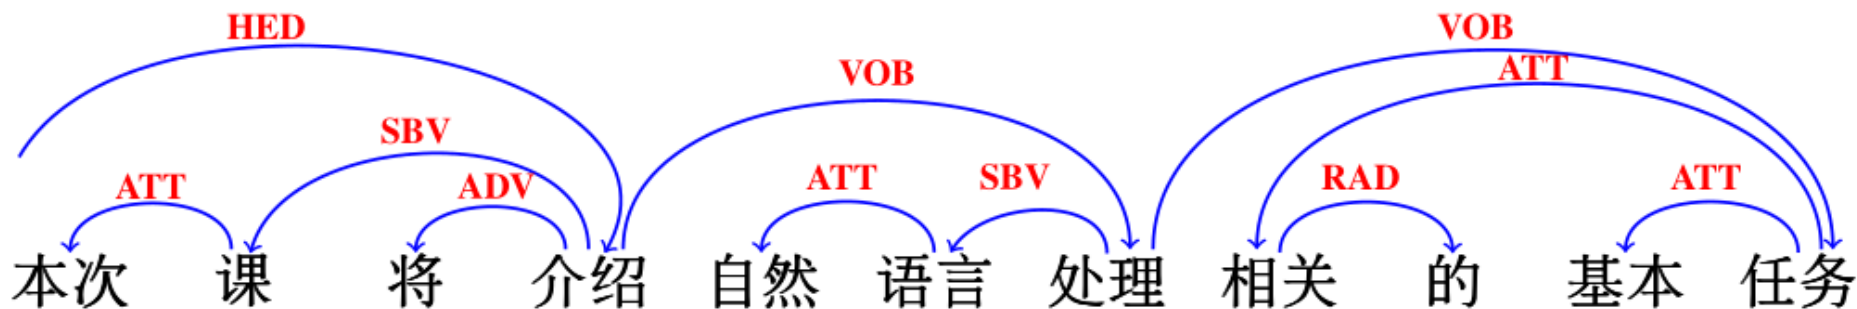 HED VOB
VOB ATT
SBV
ATT ADV ATT SBV RAD ATT
本次 课 将 介绍 自然 语言 处理 相关 的 基本 任务